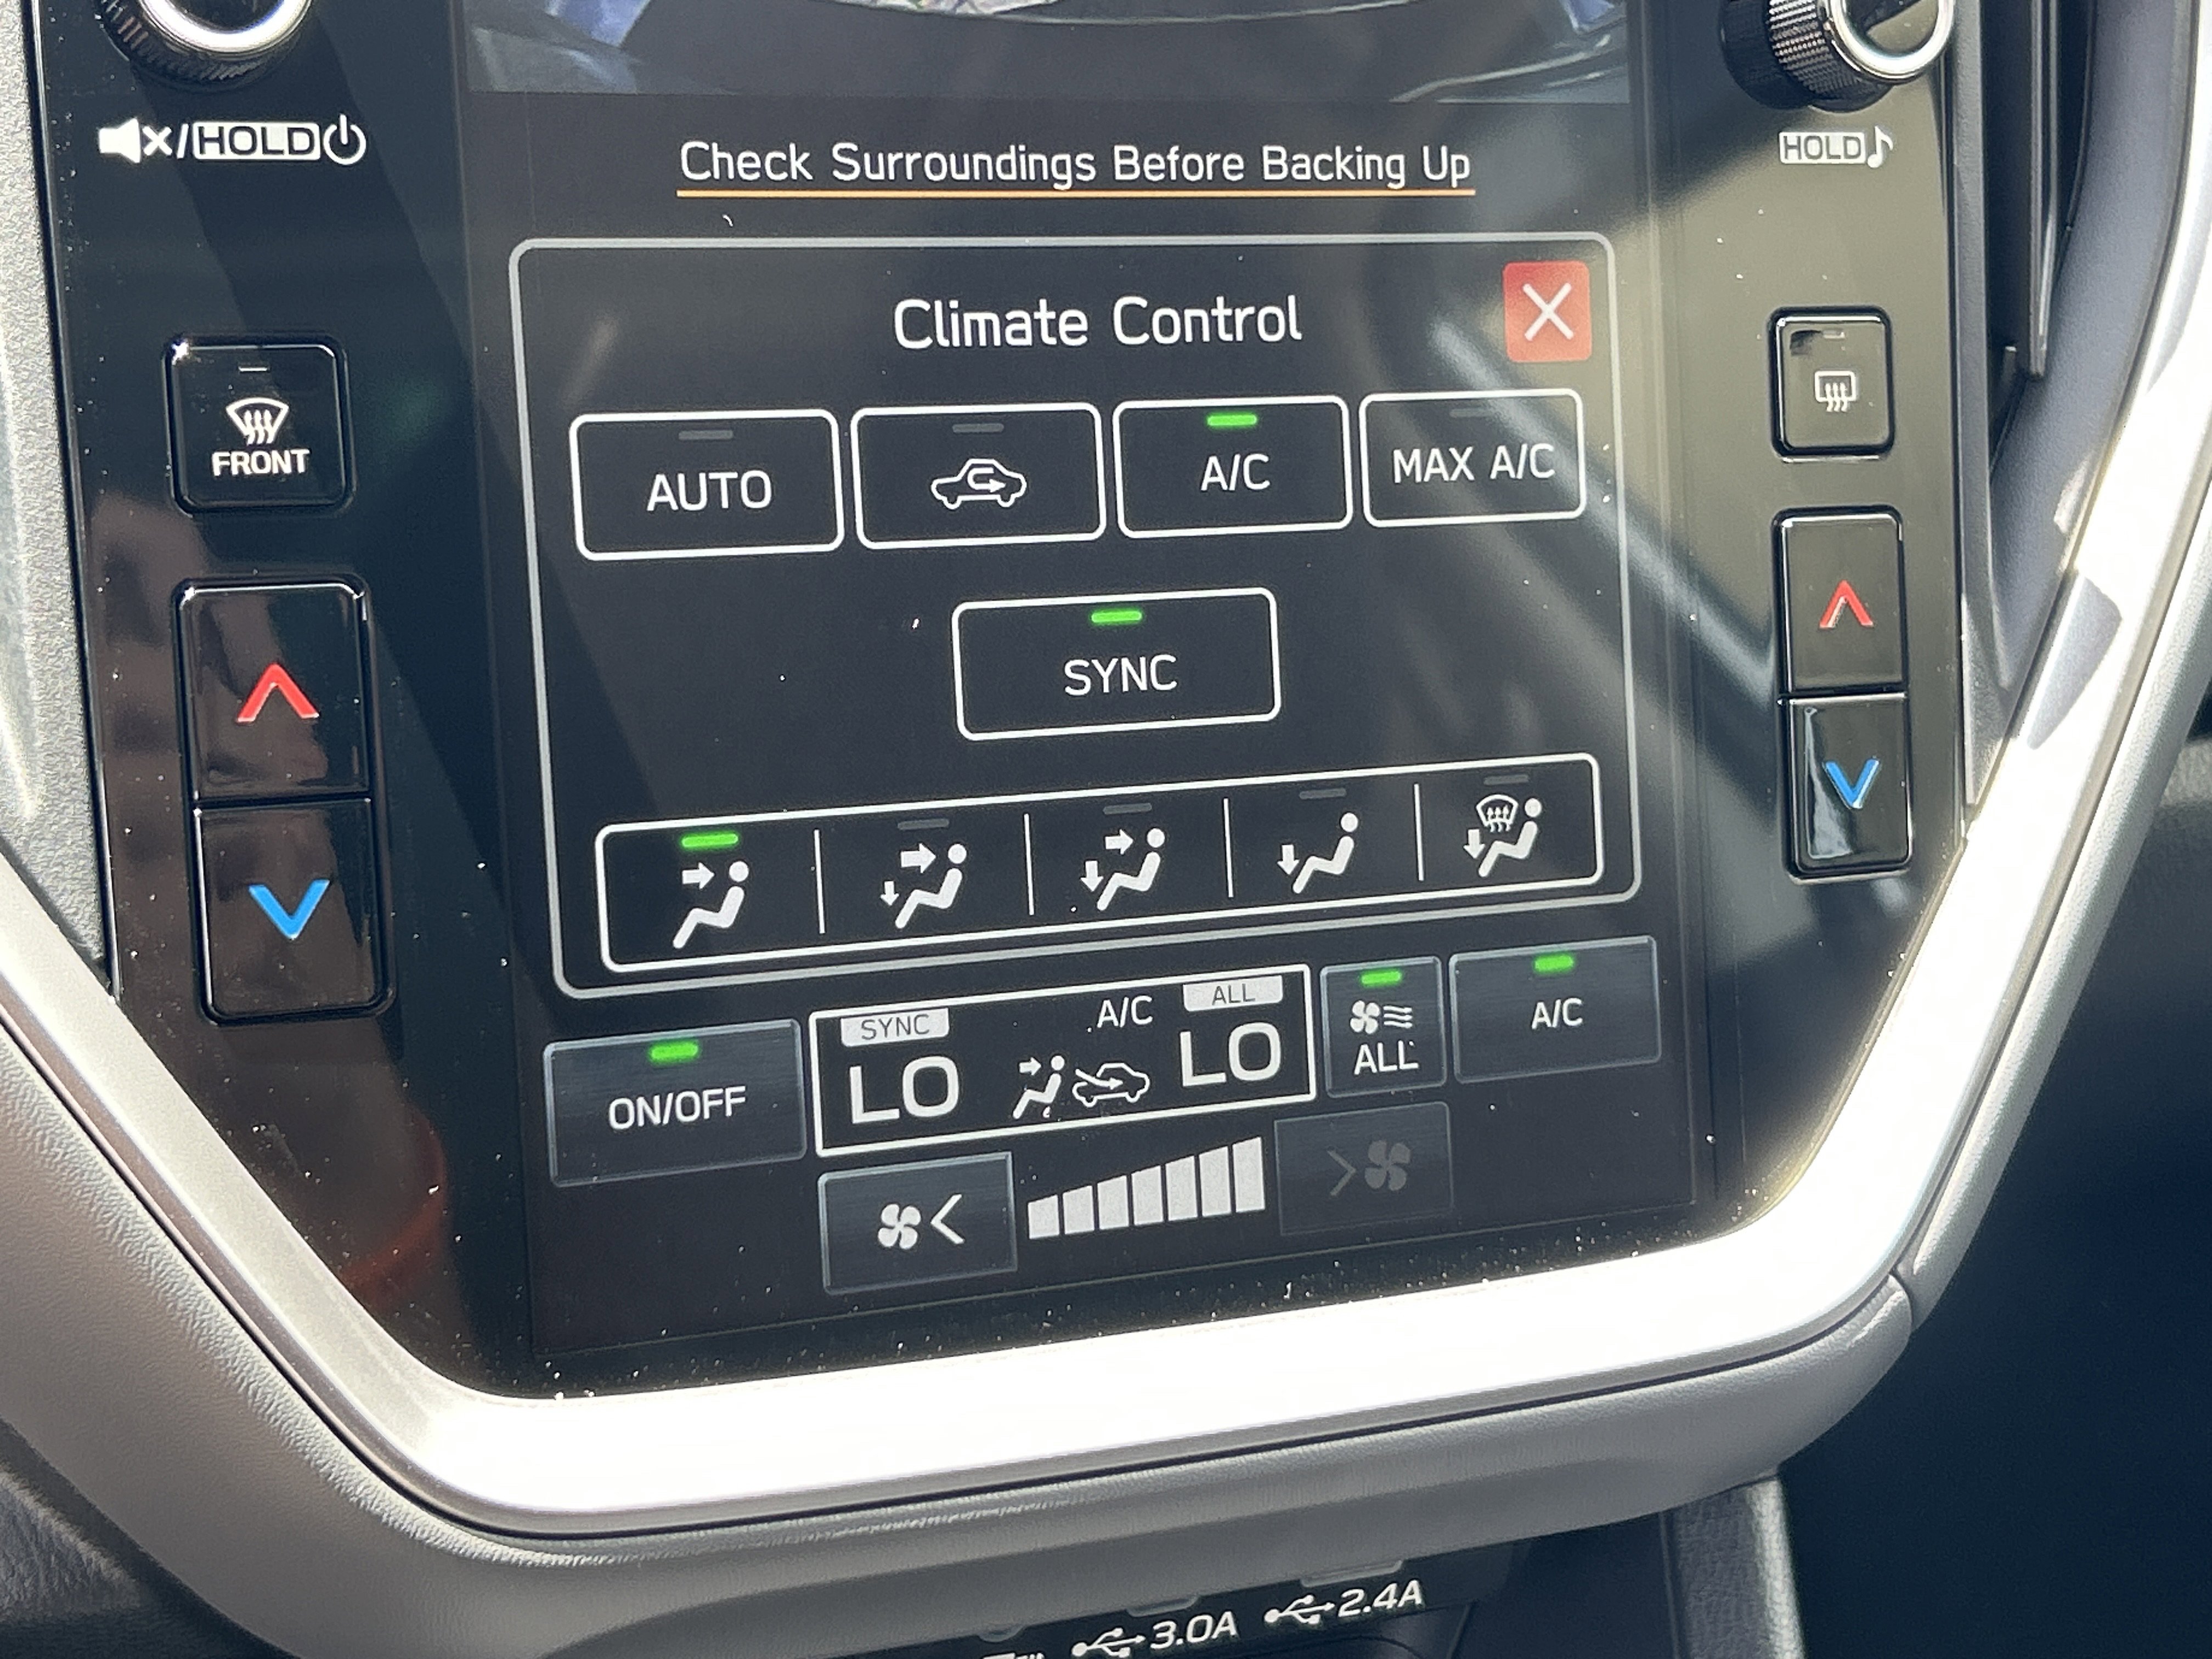 HOLD
HOLD
Check Surroundings Before Backing Up
Climate Control
FRONT
AUTO
A/C
MAX A/C
SYNC
SYNC
A/C
ALL
LO
LO
ON/OFF
ALL
A/C
3.0A
2.4A